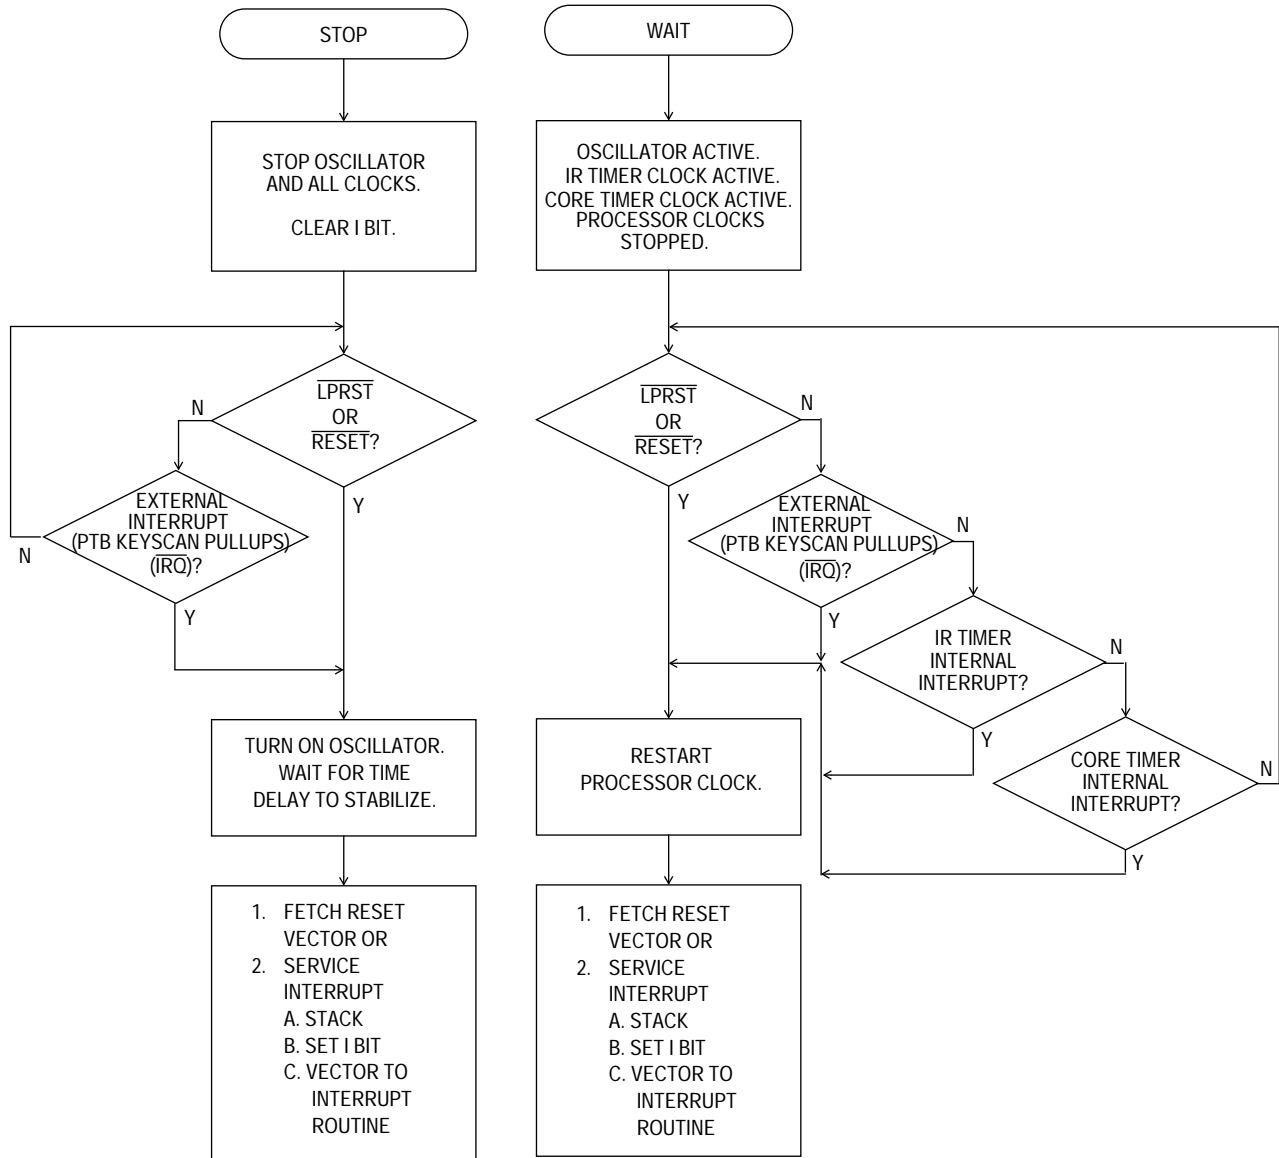 STOP
STOP OSCILLATOR
AND ALL CLOCKS.
CLEAR I BIT.
LPRST
OR
RESET?
N
Y
EXTERNAL
INTERRUPT
(PTB KEYSCAN PULLUPS)
(IRQ)?
N
Y
TURN ON OSCILLATOR.
WAIT FOR TIME
DELAY TO STABILIZE.
1. FETCH RESET
VECTOR OR
2. SERVICE
INTERRUPT
A. STACK
B. SET I BIT
C. VECTOR TO
INTERRUPT
ROUTINE
WAIT
OSCILLATOR ACTIVE.
IR TIMER CLOCK ACTIVE.
CORE TIMER CLOCK ACTIVE.
PROCESSOR CLOCKS
STOPPED.
LPRST
OR
RESET?
N
Y
EXTERNAL
INTERRUPT
(PTB KEYSCAN PULLUPS)
(IRQ)?
N
Y
IR TIMER
INTERNAL
INTERRUPT?
N
Y
CORE TIMER
INTERNAL
INTERRUPT?
N
Y
RESTART
PROCESSOR CLOCK.
1. FETCH RESET
VECTOR OR
2. SERVICE
INTERRUPT
A. STACK
B. SET I BIT
C. VECTOR TO
INTERRUPT
ROUTINE